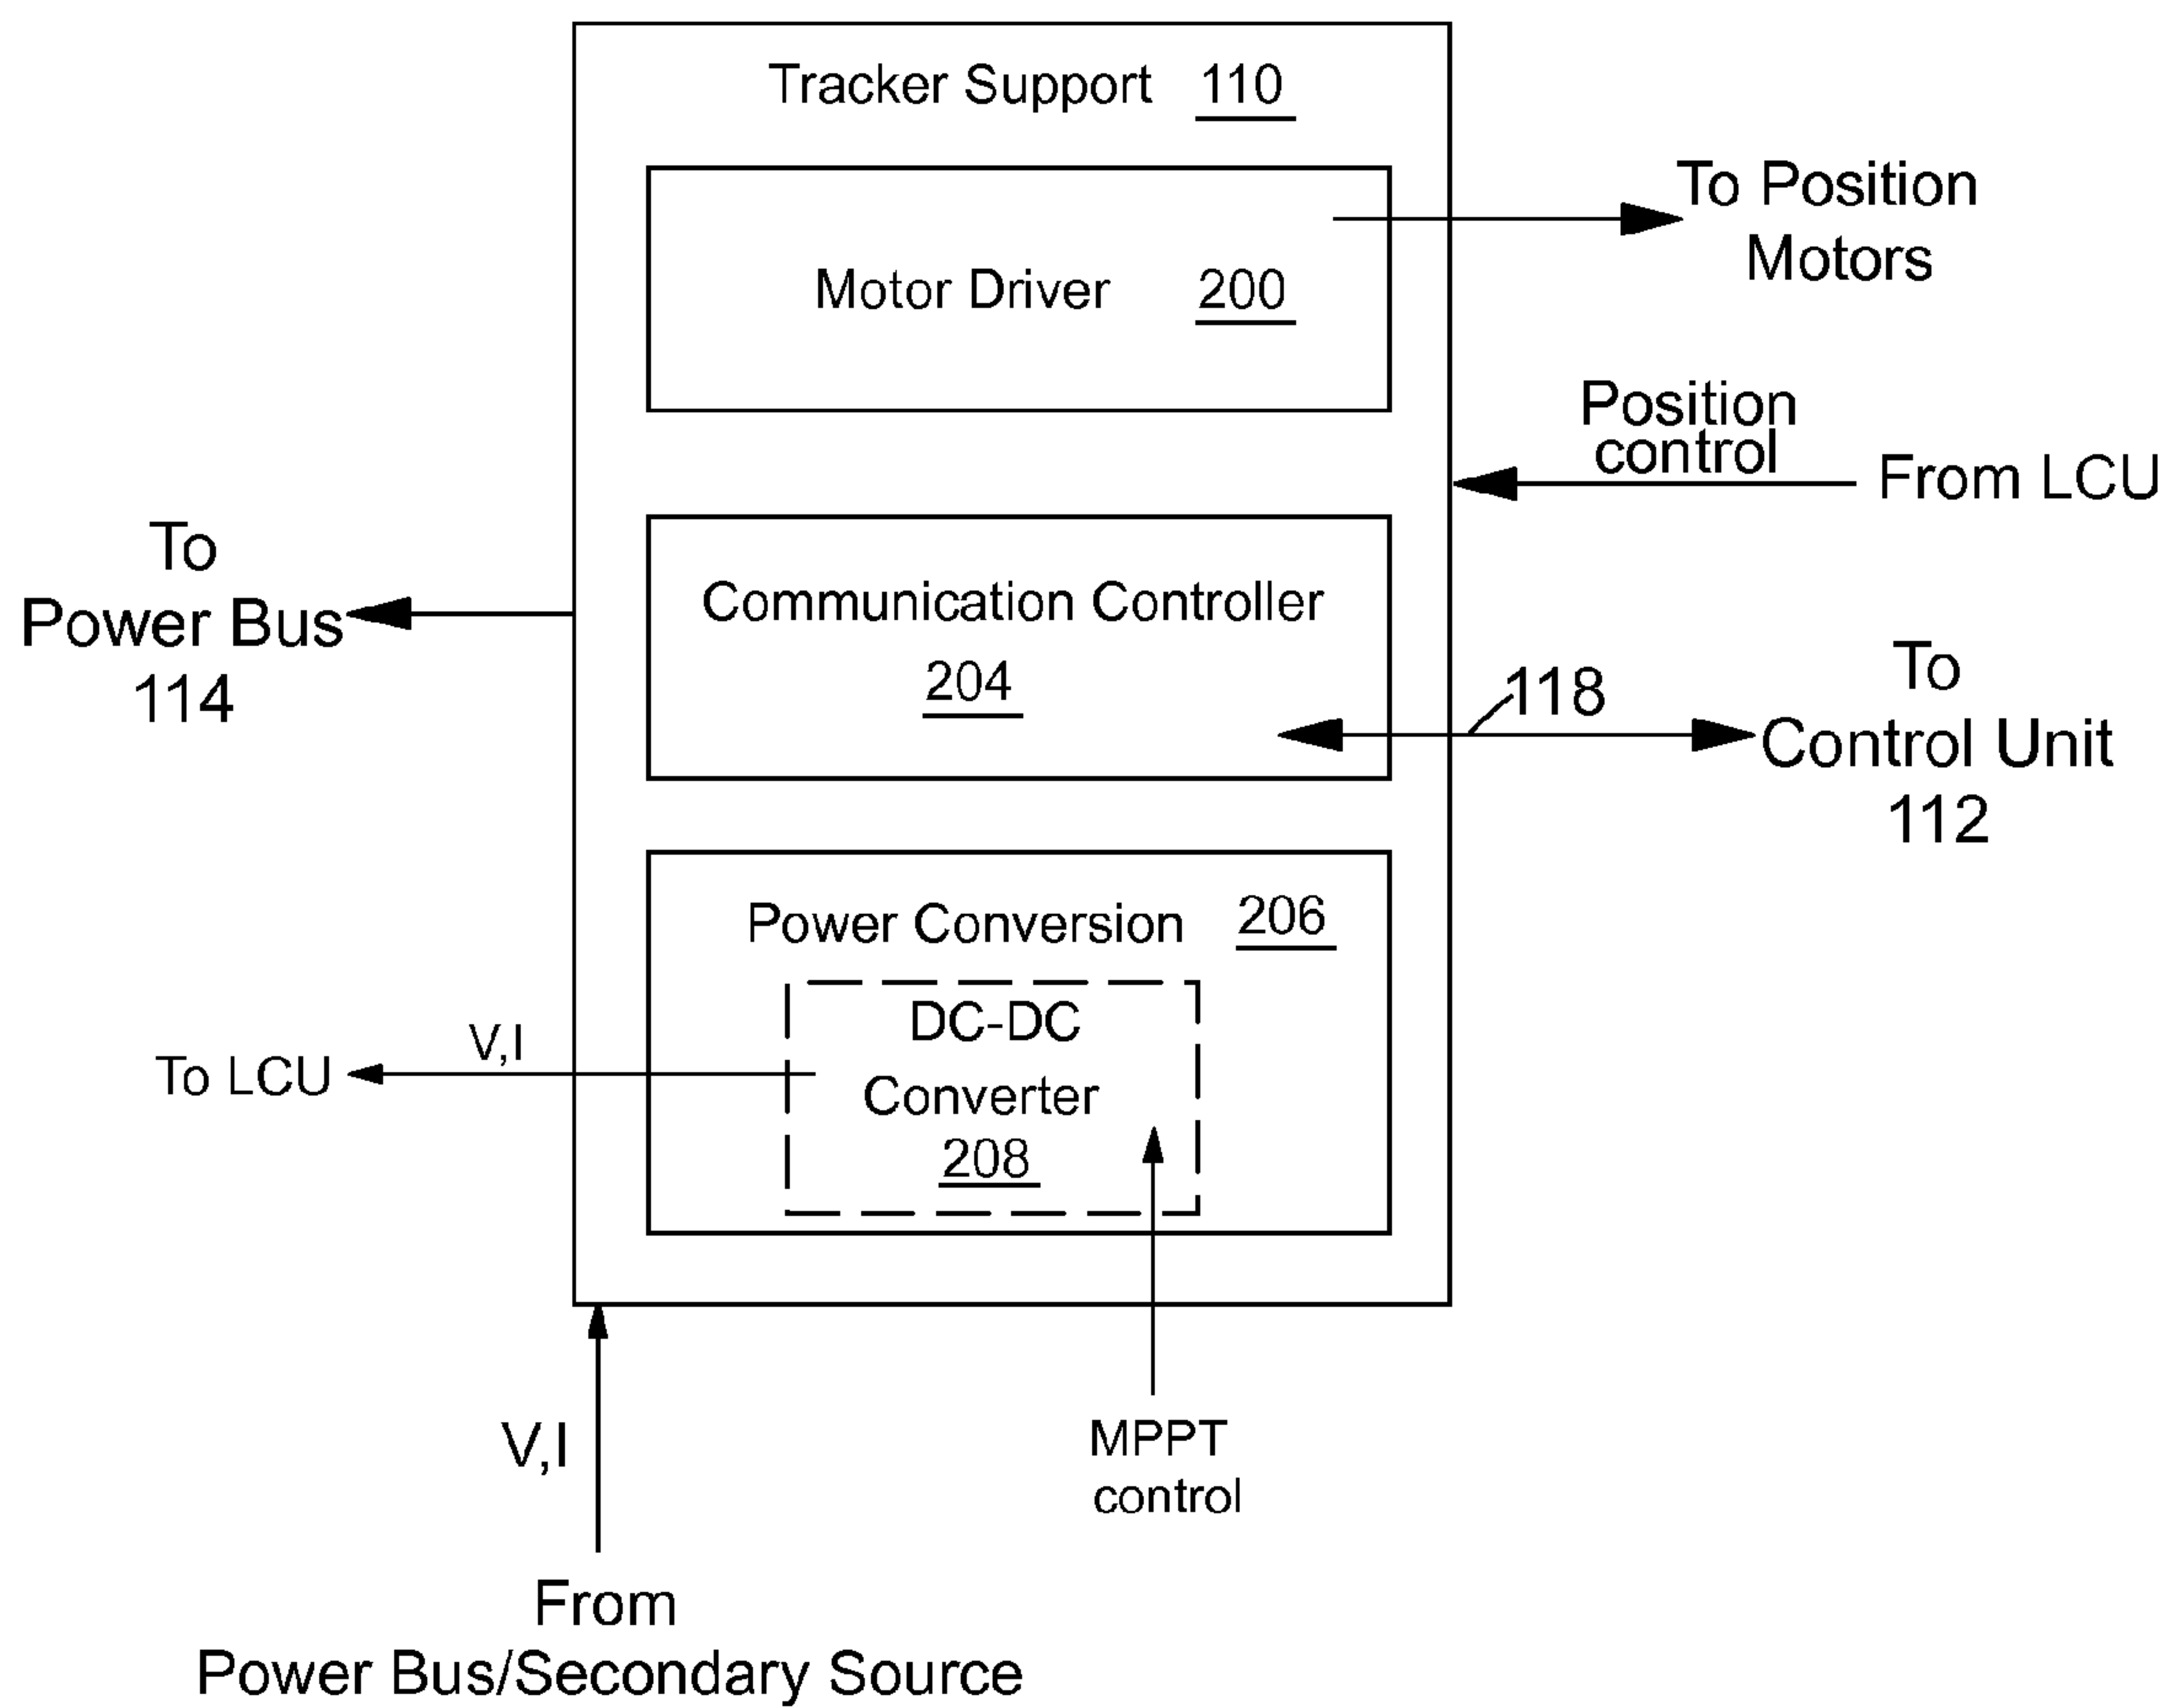 Tracker Support 110
Motor Driver 200
To Position
Motors
Position
control
From LCU
To
Power Bus
114
Communication Controller
204
118
To
Control Unit
112
Power Conversion 206
DC-DC
Converter
208
V,I
To LCU
MPPT
control
V,I
From
Power Bus/Secondary Source